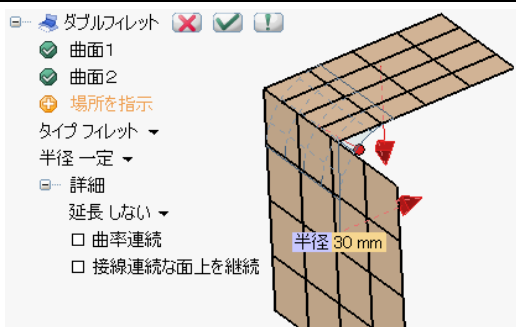 ダブルフィレット
曲面1
曲面2
場所を指示
タイプ フィレット
半径 一定
詳細
延長 しない
曲率連続
接線連続な面上を継続
半径 30 mm